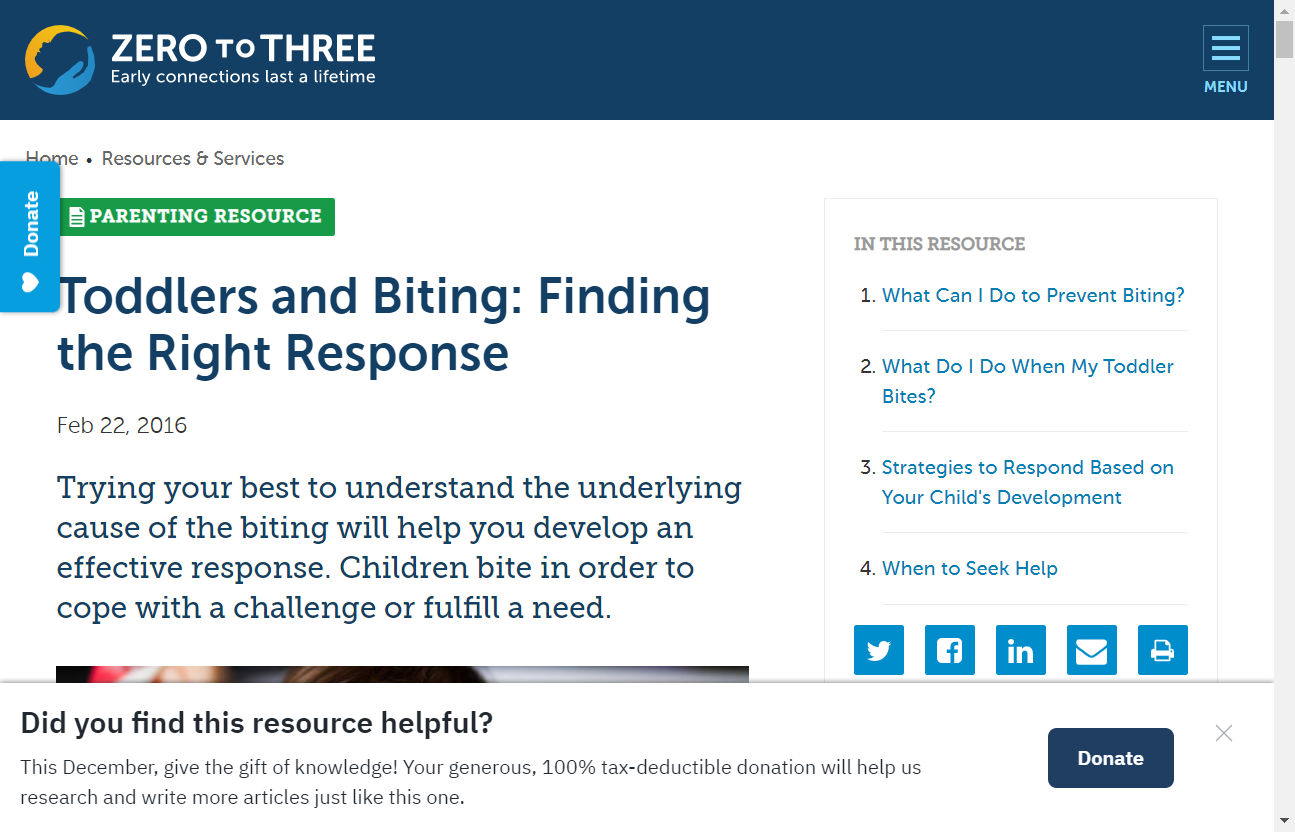 ZERO TO THREE
Early connections last a lifetime
MENU
Home • Resources & Services
Donate
PARENTING RESOURCE
Toddlers and Biting: Finding
the Right Response
Feb 22, 2016
Trying your best to understand the underlying
cause of the biting will help you develop an
effective response. Children bite in order to
cope with a challenge or fulfill a need.
IN THIS RESOURCE
1. What Can I Do to Prevent Biting?
2. What Do I Do When My Toddler
Bites?
3. Strategies to Respond Based on
Your Child's Development
4. When to Seek Help
Did you find this resource helpful?
This December, give the gift of knowledge! Your generous, 100% tax-deductible donation will help us
research and write more articles just like this one.
Donate